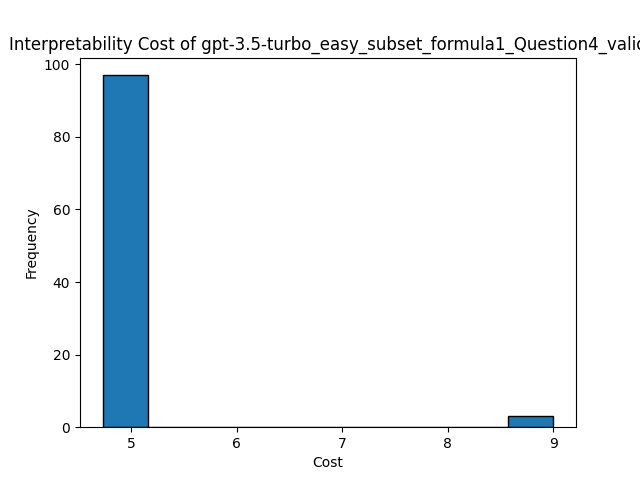 Interpretability Cost of gpt-3.5-turbo_easy_subset_formula1_Question4_valid
100
80
60
40
20
0
Frequency
5 6 7 8 9
Cost